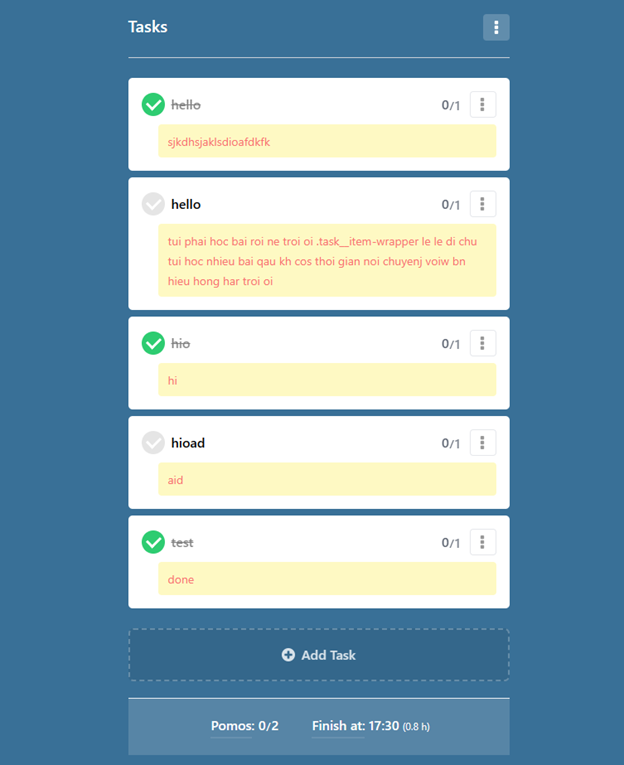 Tasks
hello 0/1
sjkdhsjaklsdioafdkfk
hello 0/1
tui phai hoc bai roi ne troi oi .task__item-wrapper le le di chu
tui hoc nhieu bai qau kh cos thoi gian noi chuyenj voiw bn
hieu hong har troi oi
hio 0/1
hi
hioad 0/1
aid
test 0/1
done
Add Task
Pomos: 0/2 Finish at: 17:30 (0.8 h)